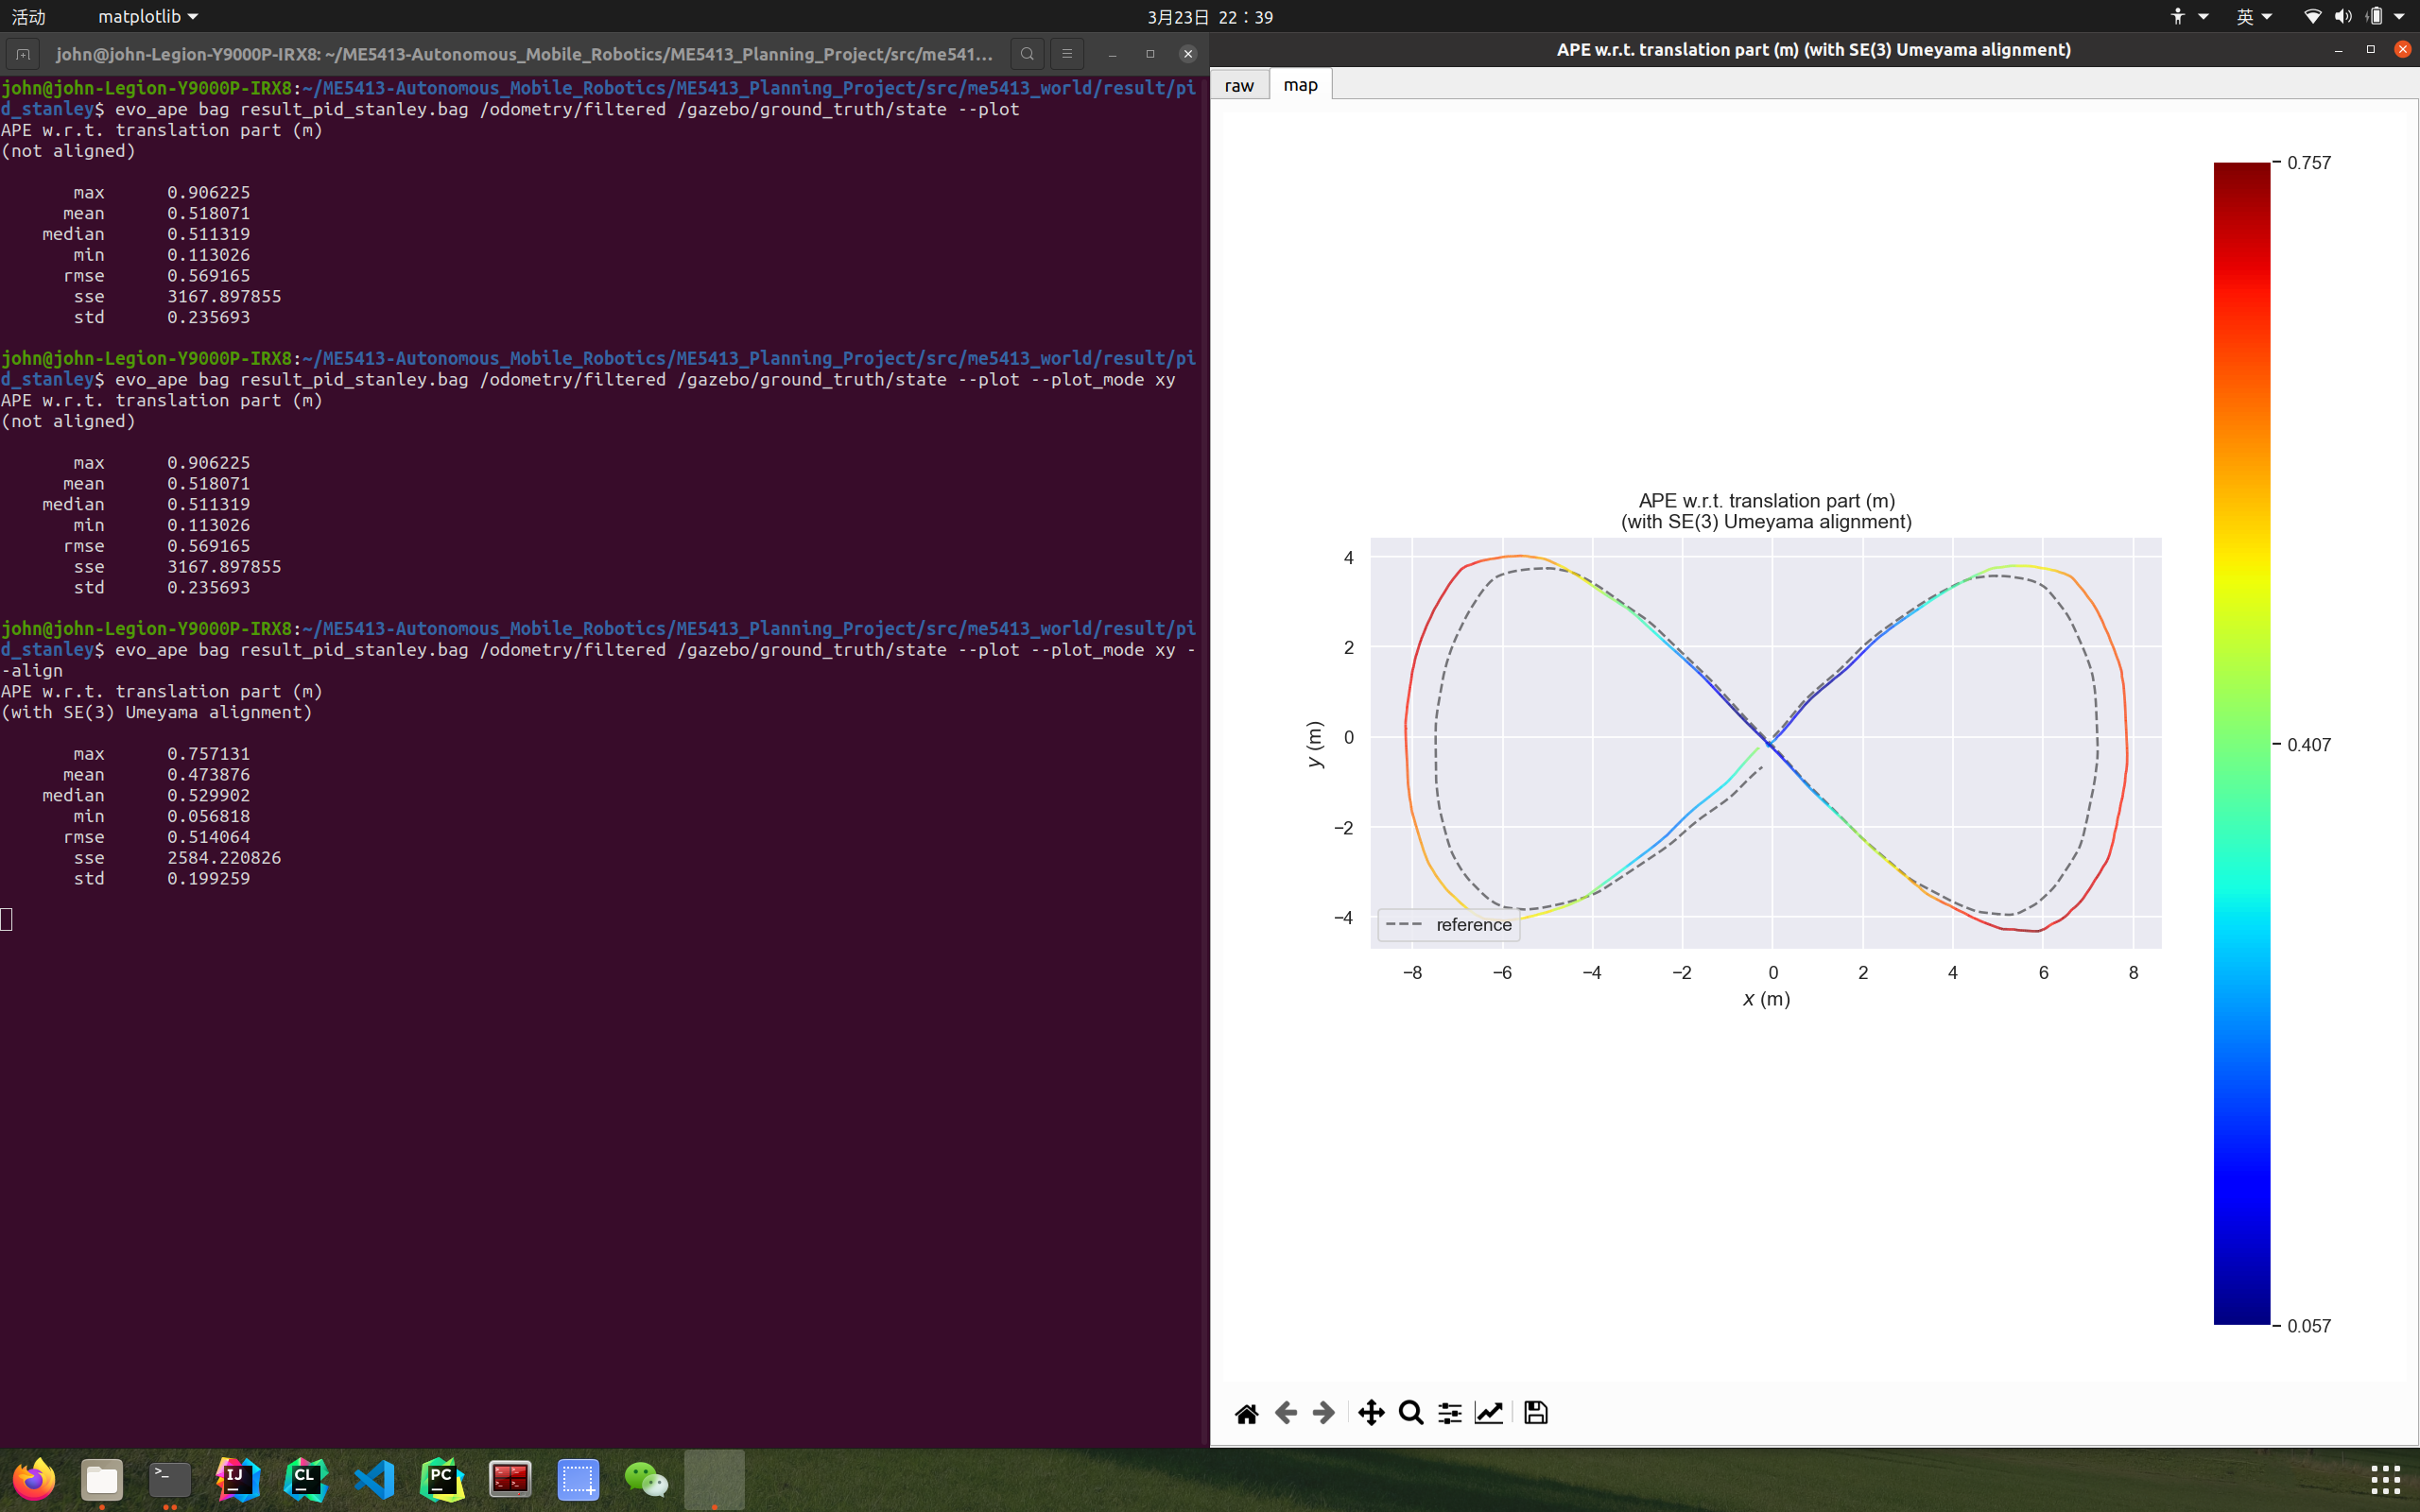 活动
matplotlib
3月23日 22：39
英
john@john-Legion-Y9000P-IRX8: ~/ME5413-Autonomous_Mobile_Robotics/ME5413_Planning_Project/src/me541...
john@john-Legion-Y9000P-IRX8:~/ME5413-Autonomous_Mobile_Robotics/ME5413_Planning_Project/src/me5413_world/result/pi
d_stanley$ evo_ape bag result_pid_stanley.bag /odometry/filtered /gazebo/ground_truth/state --plot
APE w.r.t. translation part (m)
(not aligned)
max 0.906225
mean 0.518071
median 0.511319
min 0.113026
rmse 0.569165
sse 3167.897855
std 0.235693
john@john-Legion-Y9000P-IRX8:~/ME5413-Autonomous_Mobile_Robotics/ME5413_Planning_Project/src/me5413_world/result/pi
d_stanley$ evo_ape bag result_pid_stanley.bag /odometry/filtered /gazebo/ground_truth/state --plot --plot_mode xy
APE w.r.t. translation part (m)
(not aligned)
max 0.906225
mean 0.518071
median 0.511319
min 0.113026
rmse 0.569165
sse 3167.897855
std 0.235693
john@john-Legion-Y9000P-IRX8:~/ME5413-Autonomous_Mobile_Robotics/ME5413_Planning_Project/src/me5413_world/result/pi
d_stanley$ evo_ape bag result_pid_stanley.bag /odometry/filtered /gazebo/ground_truth/state --plot --plot_mode xy -
-align
APE w.r.t. translation part (m)
(with SE(3) Umeyama alignment)
max 0.757131
mean 0.473876
median 0.529902
min 0.056818
rmse 0.514064
sse 2584.220826
std 0.199259
APE w.r.t. translation part (m) (with SE(3) Umeyama alignment)
raw map
APE w.r.t. translation part (m)
(with SE(3) Umeyama alignment)
4
2
0
−2
−4
y (m)
reference
−8 −6 −4 −2 0 2 4 6 8
x (m)
0.757
0.407
0.057
IJ
CL
PC